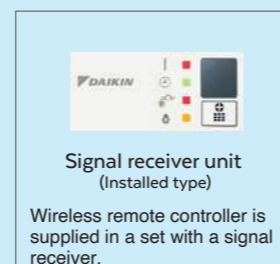 DAIKIN
Signal receiver unit
(Installed type)
Wireless remote controller is
supplied in a set with a signal
receiver.